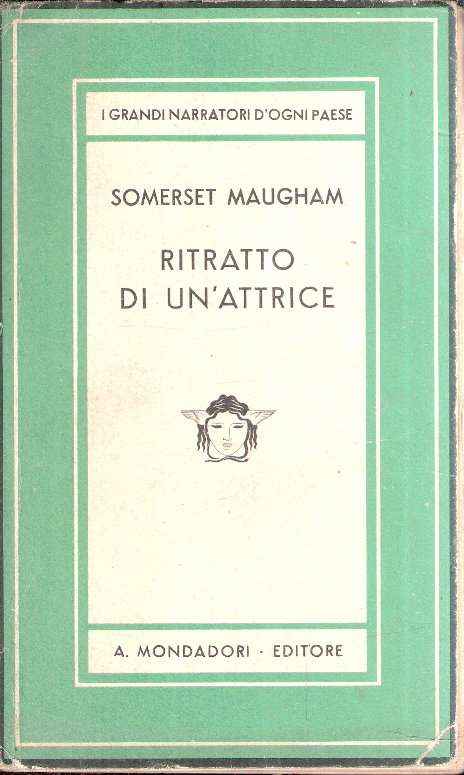 I GRANDI NARRATORI D'OGNI PAESE
SOMERSET MAUGHAM
RITRATTO
DI UN'ATTRICE
A. MONDADORI · EDITORE